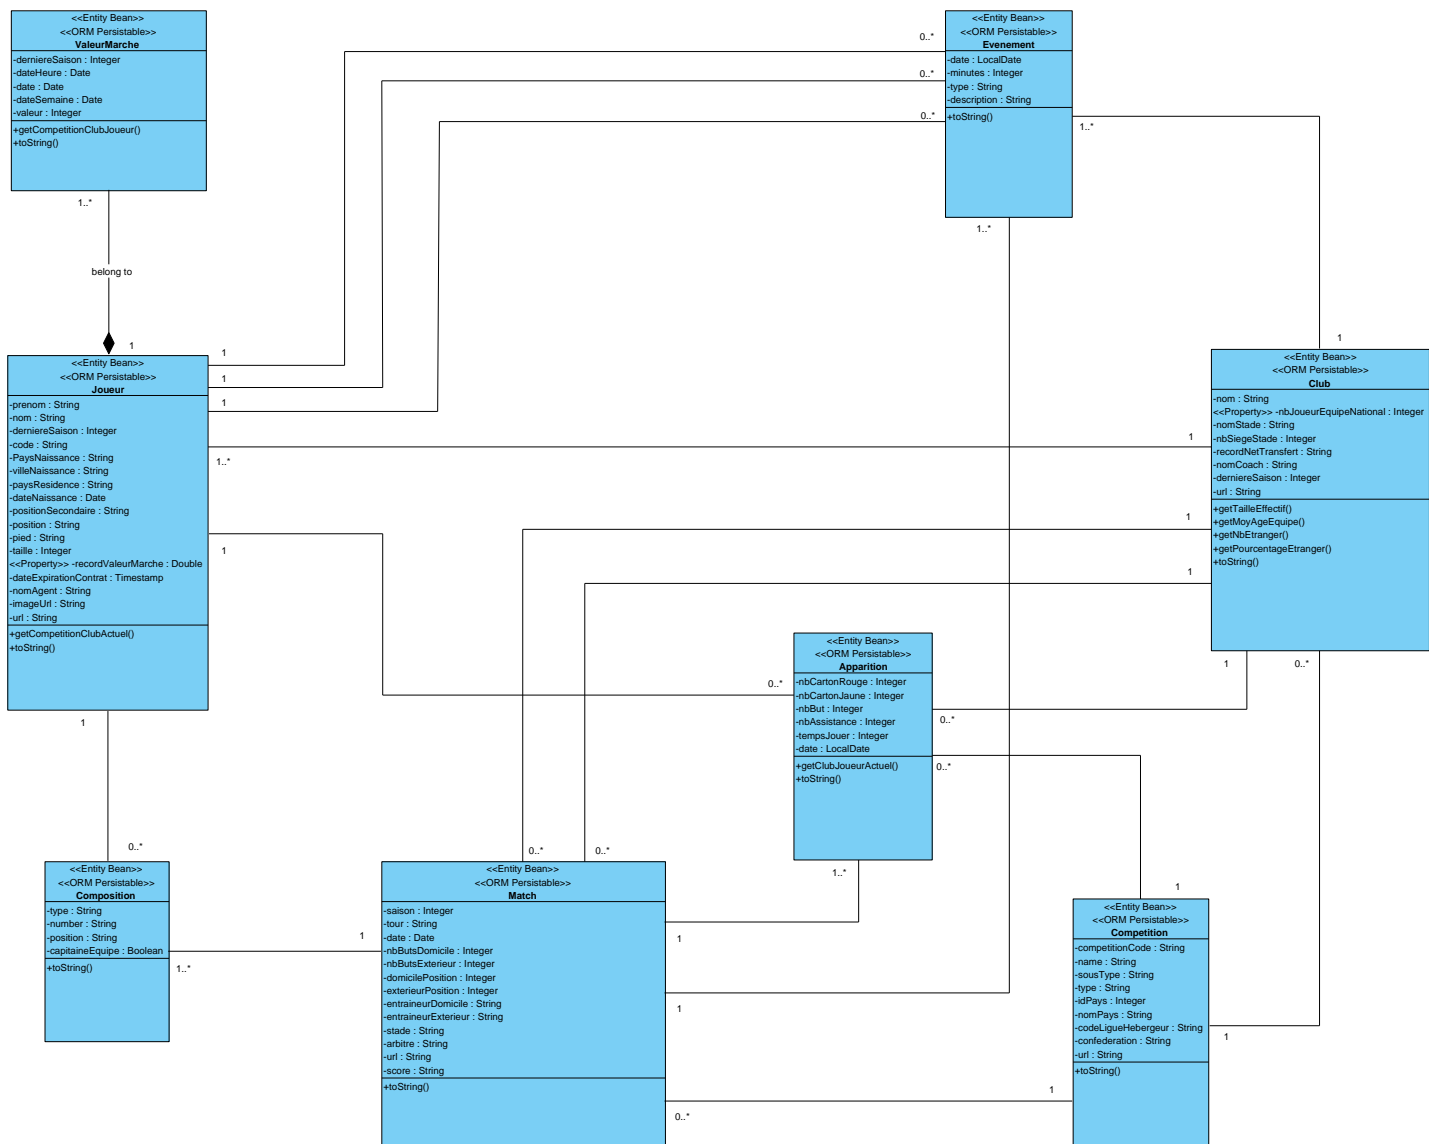 <<Entity Bean>>
<<ORM Persistable>>
ValeurMarche
-derniereSaison : Integer
-dateHeure : Date
-date : Date
-dateSemaine : Date
-valeur : Integer
+getCompetitionClubJoueur()
+toString()
1..*
belong to
1
<<Entity Bean>>
<<ORM Persistable>>
Evenement
-date : LocalDate
-minutes : Integer
-type : String
-description : String
+toString()
0..*
0..*
0..*
1..*
1..*
1
<<Entity Bean>>
<<ORM Persistable>>
Joueur
-prenom : String
-nom : String
-derniereSaison : Integer
-code : String
-PaysNaissance : String
-villeNaissance : String
-paysResidence : String
-dateNaissance : Date
-positionSecondaire : String
-position : String
-pied : String
-taille : Integer
<<Property>> -recordValeurMarche : Double
-dateExpirationContrat : Timestamp
-nomAgent : String
-imageUrl : String
-url : String
+getCompetitionClubActuel()
+toString()
1
1
1
1..*
1
1
<<Entity Bean>>
<<ORM Persistable>>
Club
-nom : String
<<Property>> -nbJoueurEquipeNational : Integer
-nomStade : String
-nbSiegeStade : Integer
-recordNetTransfert : String
-nomCoach : String
-derniereSaison : Integer
-url : String
+getTailleEffectif()
+getMoyAgeEquipe()
+getNbEtranger()
+getPourcentageEtranger()
+toString()
1
1
1
1
0..*
<<Entity Bean>>
<<ORM Persistable>>
Apparition
-nbCartonRouge : Integer
-nbCartonJaune : Integer
-nbBut : Integer
-nbAssistance : Integer
-tempsJouer : Integer
-date : LocalDate
+getClubJoueurActuel()
+toString()
0..*
0..*
0..*
1..*
0..*
<<Entity Bean>>
<<ORM Persistable>>
Composition
-type : String
-number : String
-position : String
-capitaineEquipe : Boolean
+toString()
1..*
0..*
0..*
<<Entity Bean>>
<<ORM Persistable>>
Match
-saison : Integer
-tour : String
-date : Date
-nbButsDomicile : Integer
-nbButsExterieur : Integer
-domicilePosition : Integer
-exterieurPosition : Integer
-entraineurDomicile : String
-entraineurExterieur : String
-stade : String
-arbitre : String
-url : String
-score : String
+toString()
1
1
1
0..*
1
<<Entity Bean>>
<<ORM Persistable>>
Competition
-competitionCode : String
-name : String
-sousType : String
-type : String
-idPays : Integer
-nomPays : String
-codeLigueHebergeur : String
-confederation : String
-url : String
+toString()
1
1